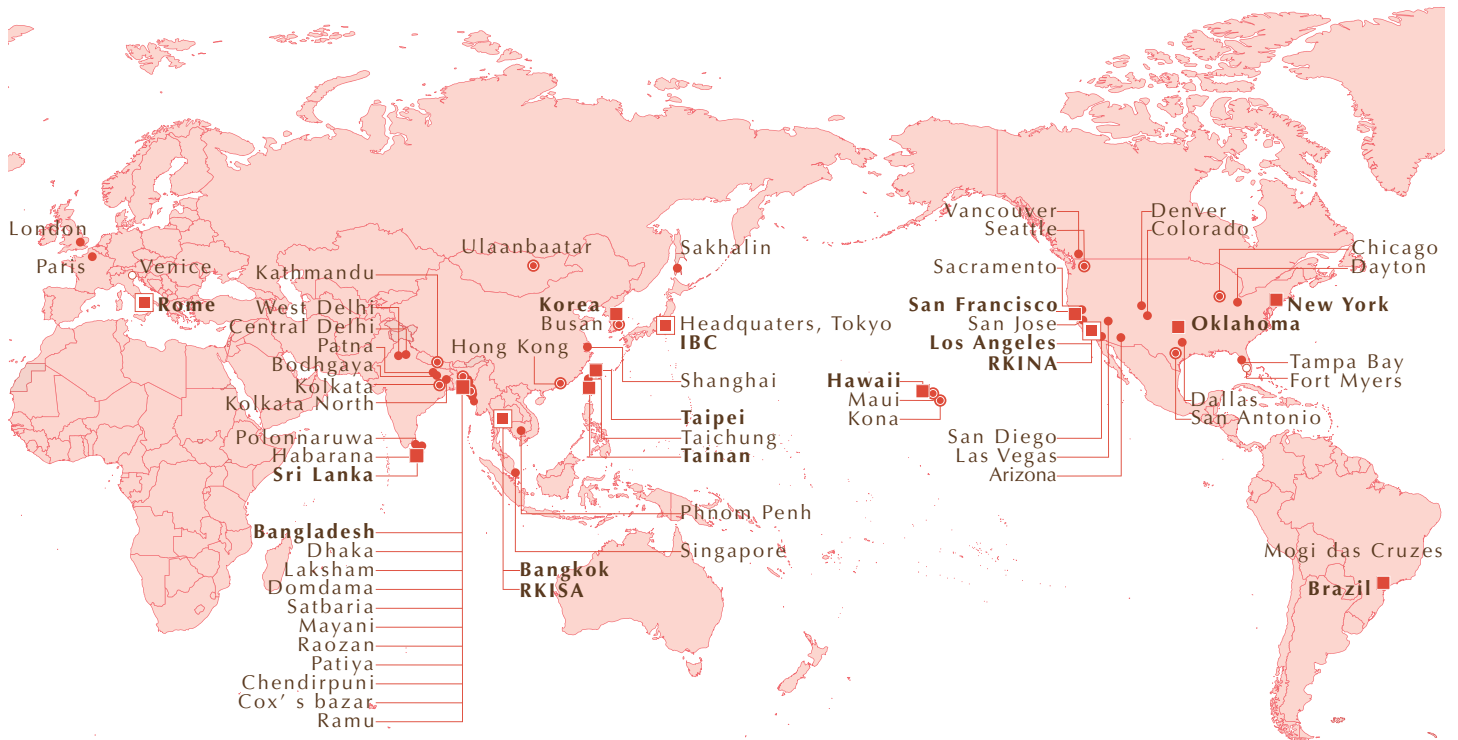 London
Paris
Venice
Rome
Kathmandu
West Delhi
Central Delhi
Patna
Bodhgaya
Kolkata
Kolkata North
Polonnaruwa
Habarana
Sri Lanka
Bangladesh
Dhaka
Laksham
Domdama
Satbaria
Mayani
Raozan
Patiya
Chendirpuni
Cox’ s bazar
Ramu
Ulaanbaatar
Sakhalin
Korea
Busan
Headquaters, Tokyo
IBC
Hong Kong
Shanghai
Taipei
Taichung
Tainan
Phnom Penh
Singapore
Bangkok
RKISA
Vancouver
Seattle
Sacramento
San Francisco
San Jose
Los Angeles
RKINA
Hawaii
Maui
Kona
San Diego
Las Vegas
Arizona
Denver
Colorado
Chicago
Dayton
New York
Oklahoma
Tampa Bay
Fort Myers
Dallas
San Antonio
Mogi das Cruzes
Brazil